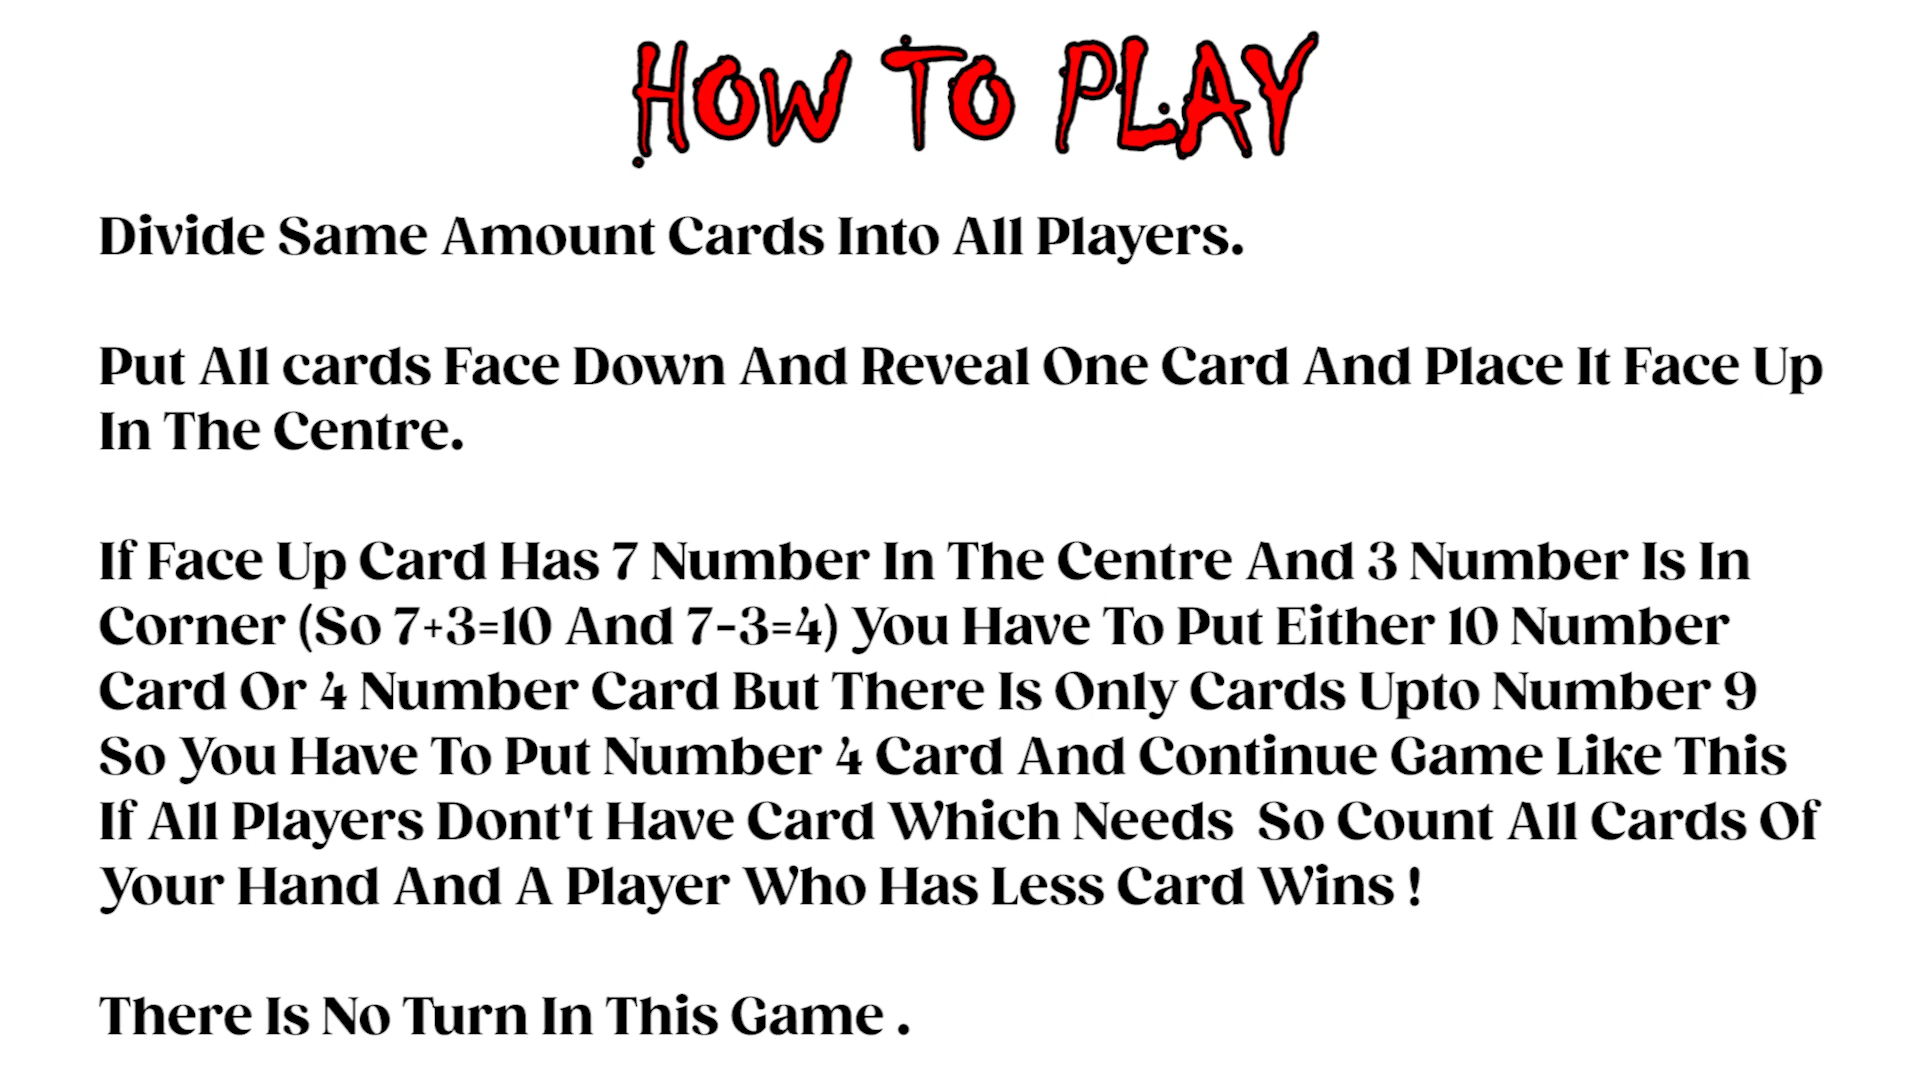 HOW TO PLAY
Divide Same Amount Cards Into All Players.
Put All cards Face Down And Reveal One Card And Place It Face Up
In The Centre.
If Face Up Card Has 7 Number In The Centre And 3 Number Is In
Corner (So 7+3=10 And 7-3=4) You Have To Put Either 10 Number
Card Or 4 Number Card But There Is Only Cards Upto Number 9
So You Have To Put Number 4 Card And Continue Game Like This
If All Players Dont't Have Card Which Needs  So Count All Cards Of
Your Hand And A Player Who Has Less Card Wins !
There Is No Turn In This Game .